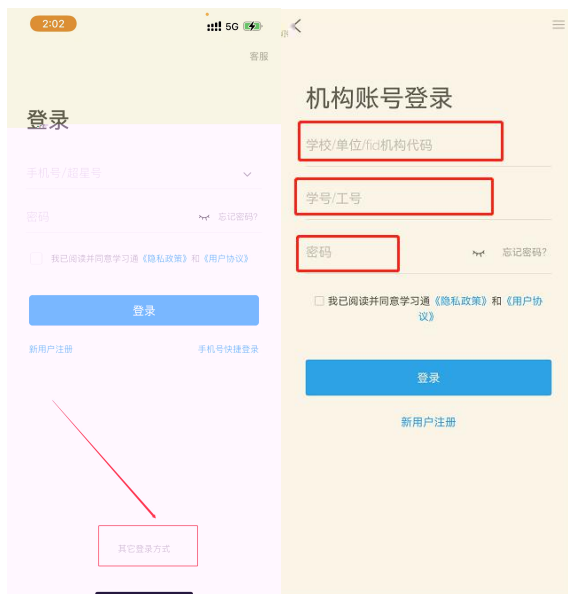 2:02
5G
客服
登录
手机号/超星号
密码
忘记密码?
我已阅读并同意学习通《隐私政策》和《用户协议》
登录
新用户注册
手机号快捷登录
其它登录方式
机构账号登录
学校/单位/fid机构代码
学号/工号
密码
忘记密码?
我已阅读并同意学习通《隐私政策》和《用户协
议》
登录
新用户注册